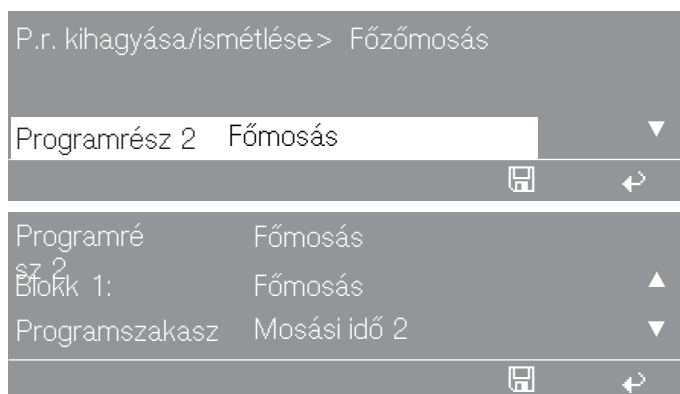 P.r. kihagyása/ismétlése> Főzőmosás
Programrész 2 Főmosás
Programré Főmosás
sz 2
Blokk 1: Főmosás
Programszakasz Mosási idő 2